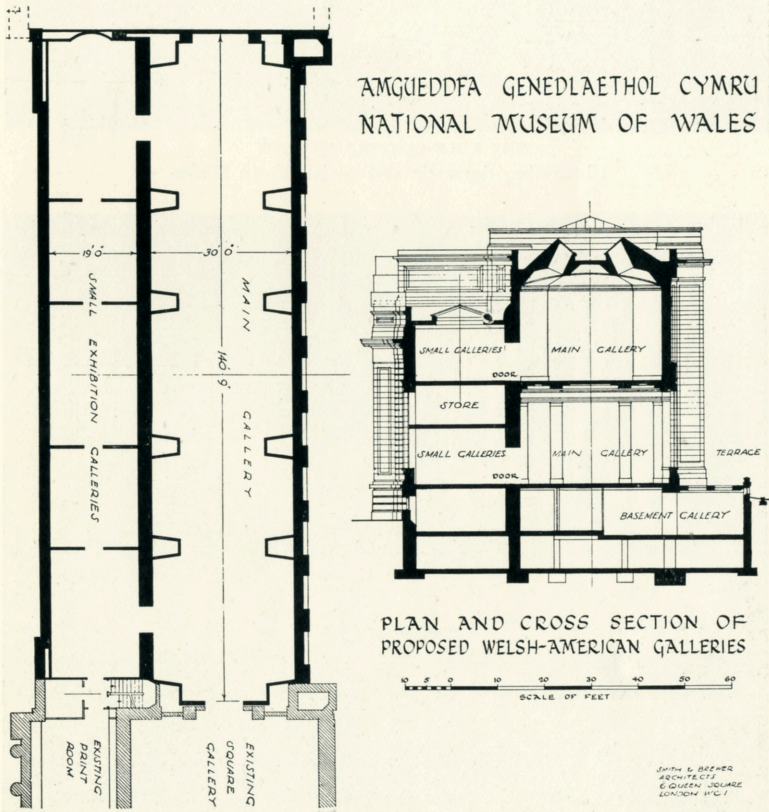 AMGUEDDFA GENEDLAETHOL CYMRU
NATIONAL MUSEUM OF WALES
19'.0"
30'.0"
140'.9"
SMALL EXHIBITION GALLERIES
MAIN GALLERY
EXISTING
PRINT
ROOM
EXISTING
SQUARE
GALLERY
SMALL GALLERIES
MAIN GALLERY
DOOR
STORE
SMALL GALLERIES
MAIN GALLERY
DOOR
TERRACE
BASEMENT GALLERY
PLAN AND CROSS SECTION OF
PROPOSED WELSH-AMERICAN GALLERIES
10 5 0 10 20 30 40 50 60
SCALE OF FEET
SMITH & BREWER
ARCHITECTS
6 QUEEN SQUARE
LONDON W.C.1